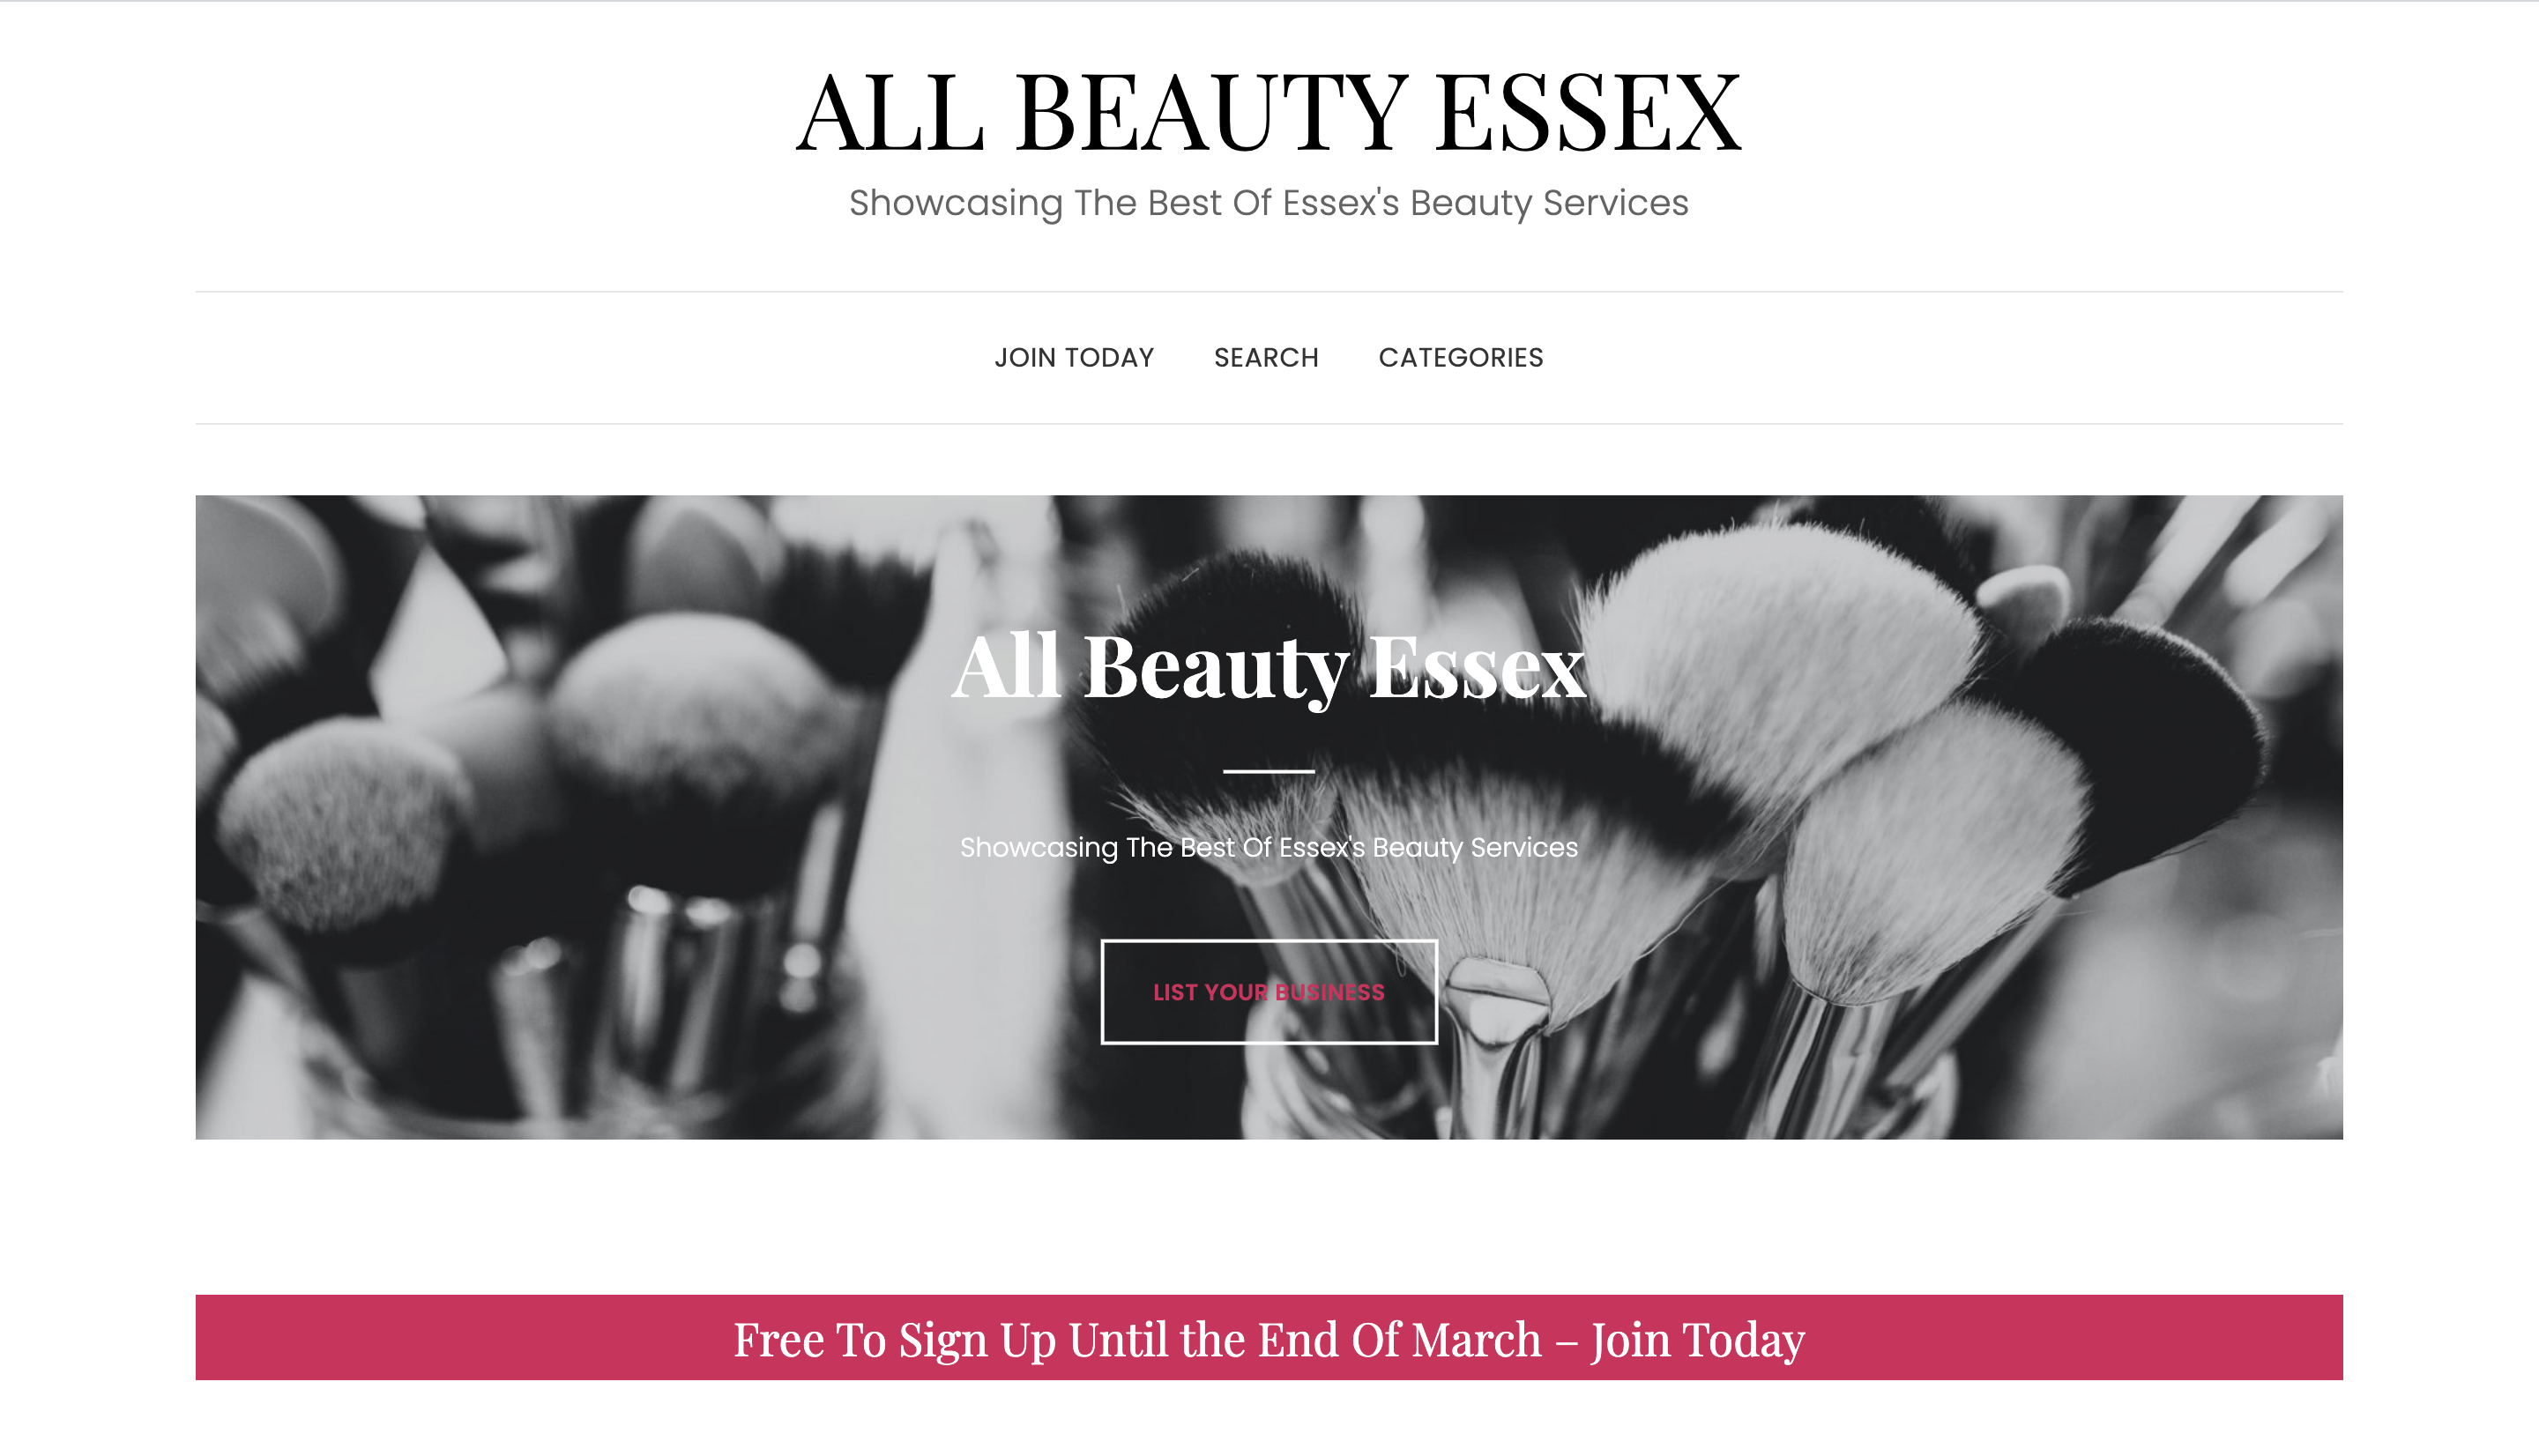 ALL BEAUTY ESSEX
Showcasing The Best Of Essex's Beauty Services
JOIN TODAY SEARCH CATEGORIES
All Beauty Essex
Showcasing The Best Of Essex's Beauty Services
LIST YOUR BUSINESS
Free To Sign Up Until the End Of March – Join Today